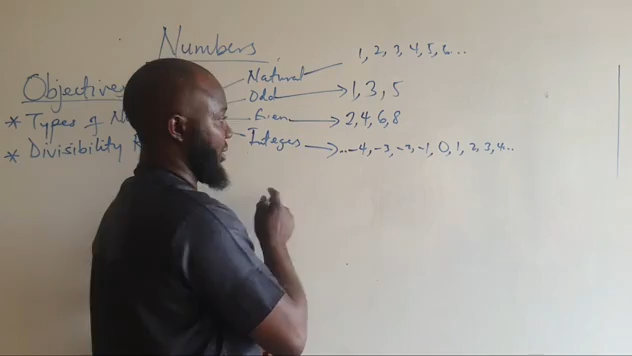 Numbers
Natural 1, 2, 3, 4, 5, 6...
Objective
Odd 1, 3, 5
* Types of N
Even 2, 4, 6, 8
* Divisibility
Integers ...-4, -3, -2, -1, 0, 1, 2, 3, 4...